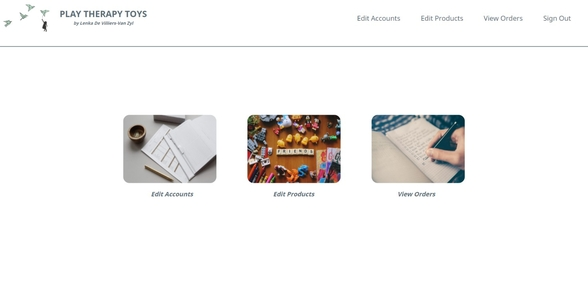 PLAY THERAPY TOYS
by Lenka De Villiers-Van Zyl
Edit Accounts
Edit Products
View Orders
Sign Out
FRIENDS
Edit Accounts
Edit Products
View Orders